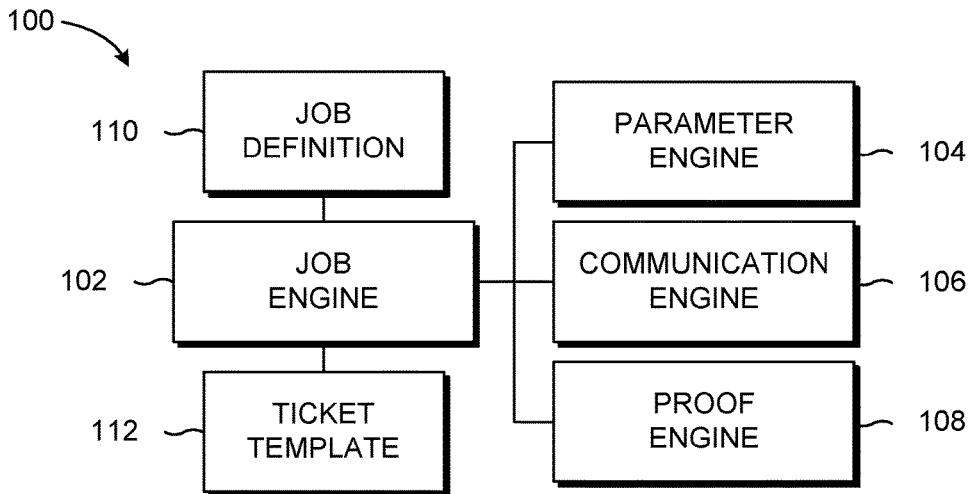 100
110
JOB
DEFINITION
PARAMETER
ENGINE
104
102
JOB
ENGINE
COMMUNICATION
ENGINE
106
112
TICKET
TEMPLATE
PROOF
ENGINE
108